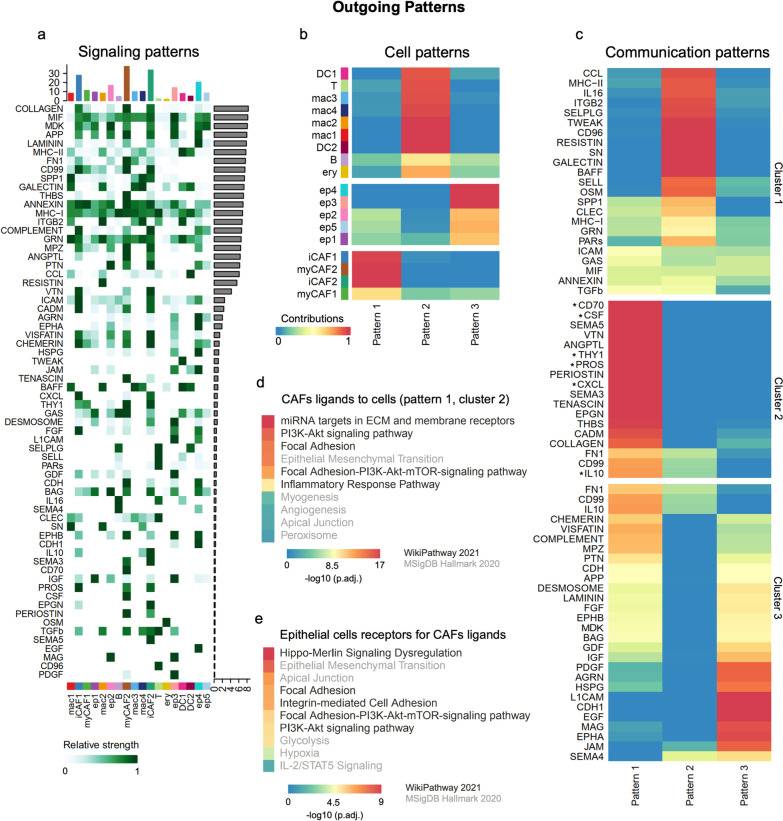 Outgoing Patterns
a
Signaling patterns
30
20
10
0
COLLAGEN
MIF
MDK
APP
LAMININ
MHC-II
FN1
CD99
SPP1
GALECTIN
THBS
ANNEXIN
MHC-I
ITGB2
COMPLEMENT
GRN
MPZ
ANGPTL
PTN
CCL
RESISTIN
VTN
ICAM
CADM
AGRN
EPHA
VISFATIN
CHEMERIN
HSPG
TWEAK
JAM
TENASCIN
BAFF
CXCL
THY1
GAS
DESMOSOME
FGF
L1CAM
SELPLG
SELL
PARs
GDF
CDH
BAG
IL16
SEMA4
CLEC
SN
EPHB
CDH1
IL10
SEMA3
CD70
IGF
PROS
CSF
EPGN
PERIOSTIN
OSM
TGFb
SEMA5
EGF
MAG
CD96
PDGF
mac1
iCAF1
myCAF1
ep1
mac2
ep2
B
myCAF2
mac3
mac4
iCAF2
T
ery
ep3
DC1
DC2
ep4
ep5
0
2
4
6
8
Relative strength
0
1
b
Cell patterns
DC1
T
mac3
mac4
mac2
mac1
DC2
B
ery
ep4
ep3
ep2
ep5
ep1
iCAF1
myCAF2
iCAF2
myCAF1
Pattern 1
Pattern 2
Pattern 3
Contributions
0
1
c
Communication patterns
CCL
MHC-II
IL16
ITGB2
SELPLG
TWEAK
CD96
RESISTIN
SN
GALECTIN
BAFF
SELL
OSM
SPP1
CLEC
MHC-I
GRN
PARs
ICAM
GAS
MIF
ANNEXIN
TGFb
Cluster 1
★CD70
★CSF
SEMA5
VTN
ANGPTL
★THY1
★PROS
PERIOSTIN
★CXCL
SEMA3
TENASCIN
EPGN
THBS
CADM
COLLAGEN
FN1
CD99
★IL10
Cluster 2
FN1
CD99
IL10
CHEMERIN
VISFATIN
COMPLEMENT
MPZ
PTN
CDH
APP
DESMOSOME
LAMININ
FGF
EPHB
MDK
BAG
GDF
IGF
PDGF
AGRN
HSPG
L1CAM
CDH1
EGF
MAG
EPHA
JAM
SEMA4
Cluster 3
Pattern 1
Pattern 2
Pattern 3
d
CAFs ligands to cells (pattern 1, cluster 2)
miRNA targets in ECM and membrane receptors
PI3K-Akt signaling pathway
Focal Adhesion
Epithelial Mesenchymal Transition
Focal Adhesion-PI3K-Akt-mTOR-signaling pathway
Inflammatory Response Pathway
Myogenesis
Angiogenesis
Apical Junction
Peroxisome
0
8.5
17
-log10 (p.adj.)
WikiPathway 2021
MSigDB Hallmark 2020
e
Epithelial cells receptors for CAFs ligands
Hippo-Merlin Signaling Dysregulation
Epithelial Mesenchymal Transition
Apical Junction
Focal Adhesion
Integrin-mediated Cell Adhesion
Focal Adhesion-PI3K-Akt-mTOR-signaling pathway
PI3K-Akt signaling pathway
Glycolysis
Hypoxia
IL-2/STAT5 Signaling
0
4.5
9
-log10 (p.adj.)
WikiPathway 2021
MSigDB Hallmark 2020